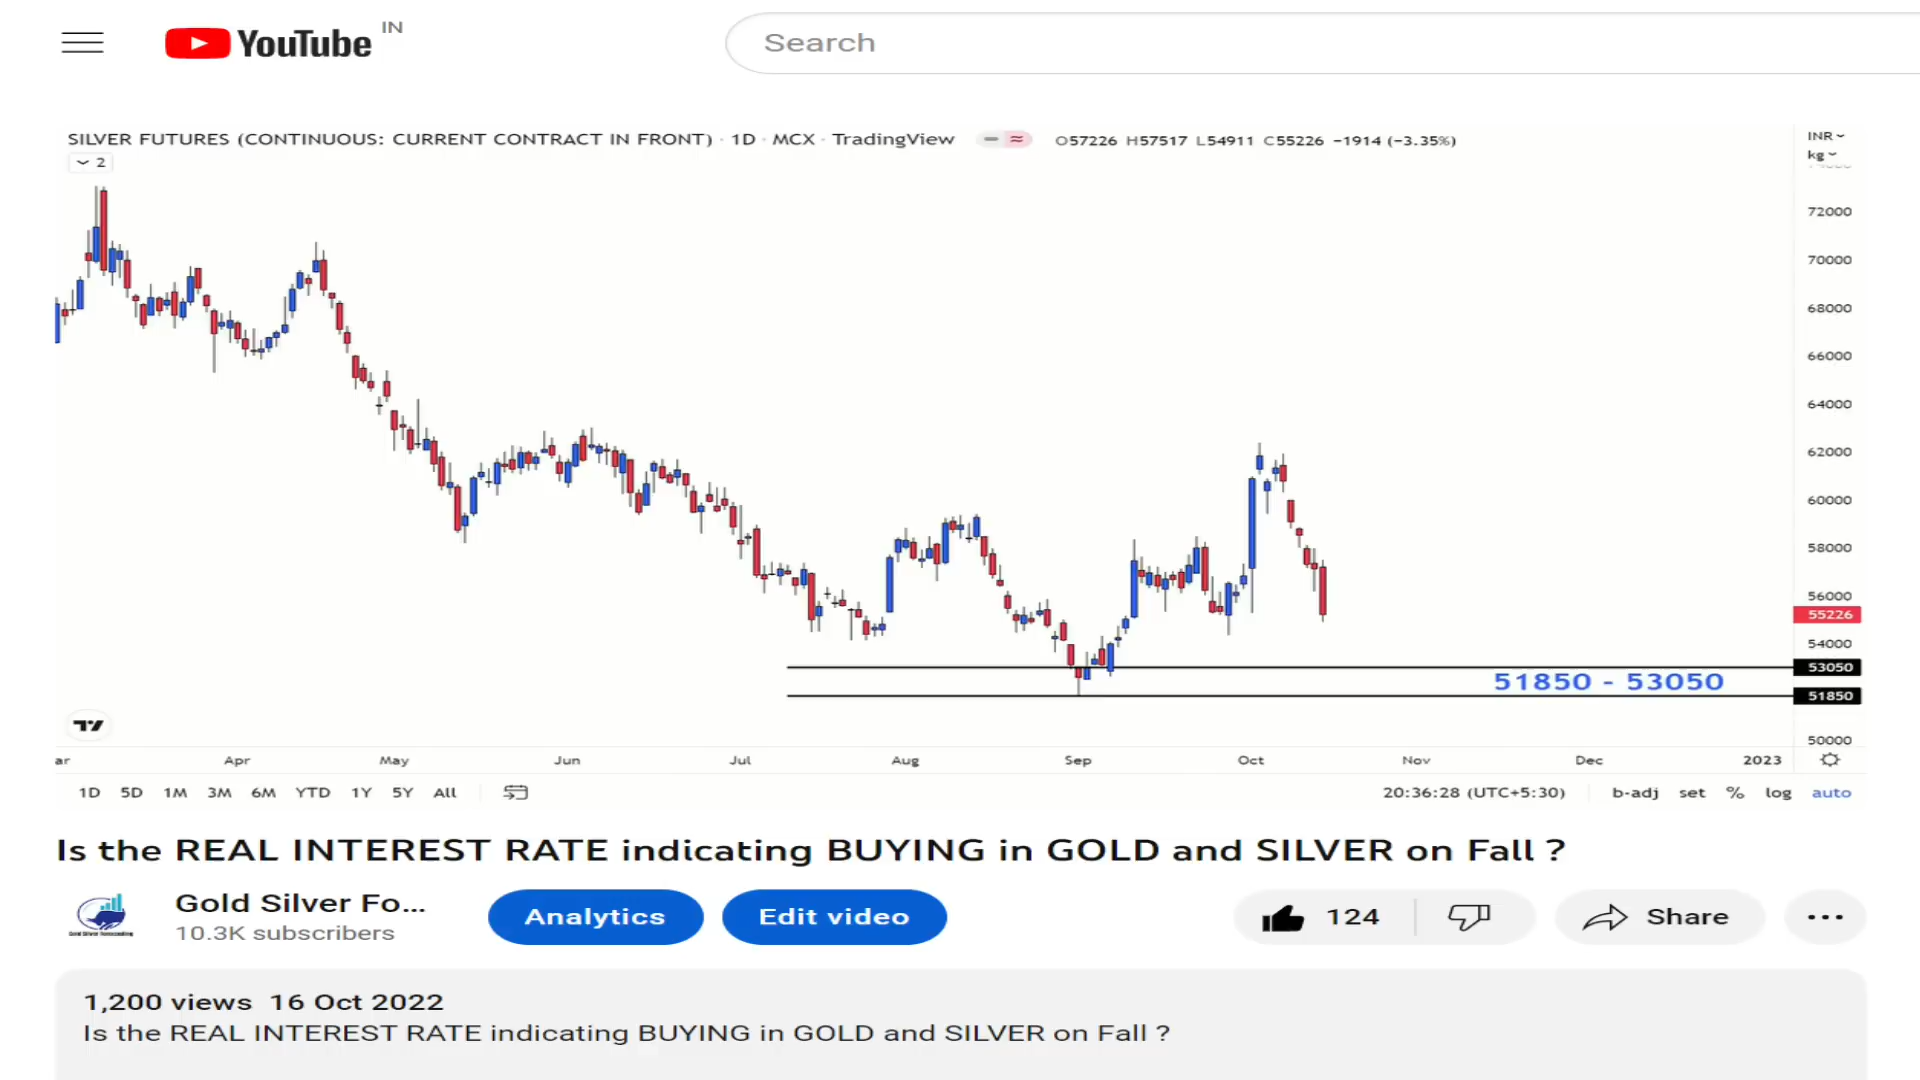 YouTube IN
Search
SILVER FUTURES (CONTINUOUS: CURRENT CONTRACT IN FRONT) · 1D · MCX · TradingView O57226 H57517 L54911 C55226 −1914 (−3.35%)
INR
2
kg
72000
70000
68000
66000
64000
62000
60000
58000
56000
55226
54000
53050
51850 - 53050
51850
50000
ar Apr May Jun Jul Aug Sep Oct Nov Dec 2023
1D 5D 1M 3M 6M YTD 1Y 5Y All 20:36:28 (UTC+5:30) b-adj set % log auto
Is the REAL INTEREST RATE indicating BUYING in GOLD and SILVER on Fall ?
Gold Silver Fo... Analytics Edit video 124 Share
10.3K subscribers
1,200 views 16 Oct 2022
Is the REAL INTEREST RATE indicating BUYING in GOLD and SILVER on Fall ?